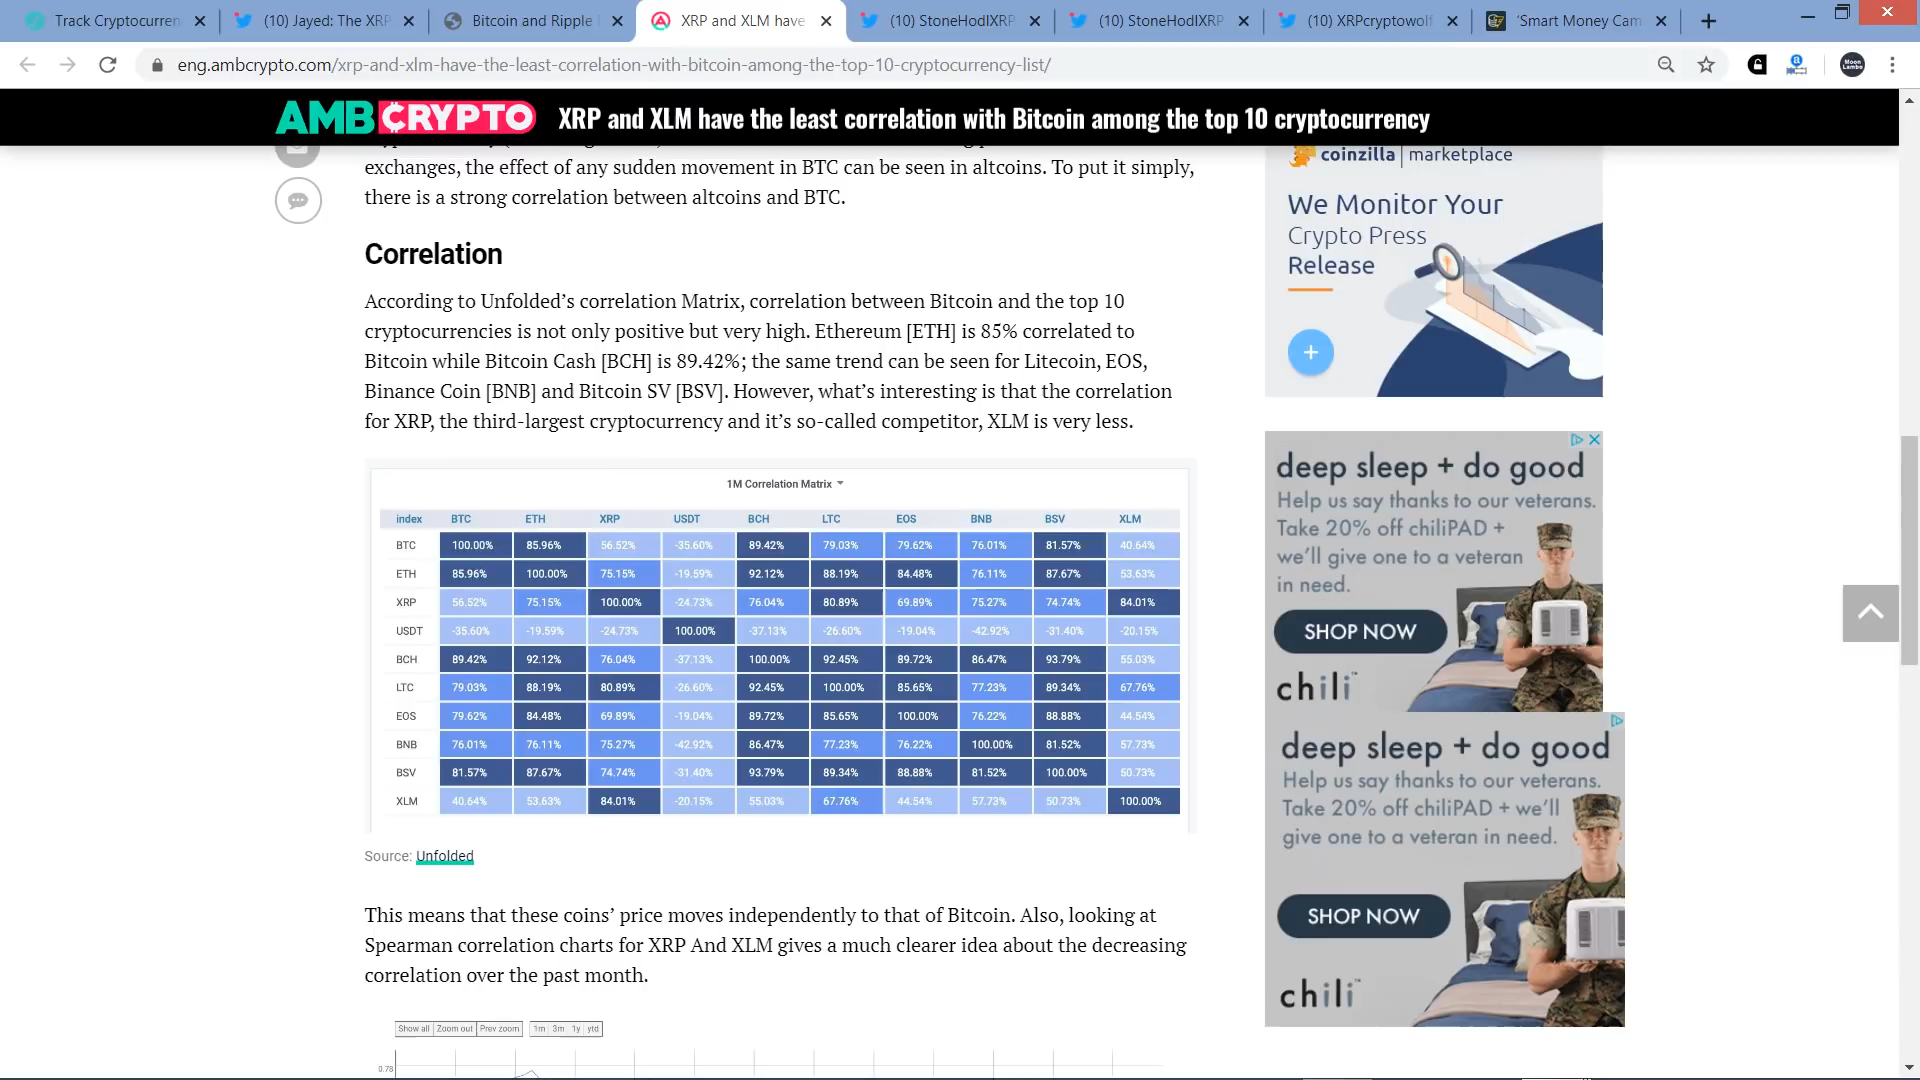 Track Cryptocurren
(10) Jayed: The XRP
Bitcoin and Ripple
XRP and XLM have
(10) StoneHodlXRP
(10) StoneHodlXRP
(10) XRPcryptowolf
'Smart Money Cam
eng.ambcrypto.com/xrp-and-xlm-have-the-least-correlation-with-bitcoin-among-the-top-10-cryptocurrency-list/
Moon Lambo
AMBCRYPTO
XRP and XLM have the least correlation with Bitcoin among the top 10 cryptocurrency
exchanges, the effect of any sudden movement in BTC can be seen in altcoins. To put it simply,
there is a strong correlation between altcoins and BTC.
Correlation
According to Unfolded's correlation Matrix, correlation between Bitcoin and the top 10
cryptocurrencies is not only positive but very high. Ethereum [ETH] is 85% correlated to
Bitcoin while Bitcoin Cash [BCH] is 89.42%; the same trend can be seen for Litecoin, EOS,
Binance Coin [BNB] and Bitcoin SV [BSV]. However, what's interesting is that the correlation
for XRP, the third-largest cryptocurrency and it's so-called competitor, XLM is very less.
1M Correlation Matrix
index BTC ETH XRP USDT BCH LTC EOS BNB BSV XLM
BTC 100.00% 85.96% 56.52% -35.60% 89.42% 79.03% 79.62% 76.01% 81.57% 40.64%
ETH 85.96% 100.00% 75.15% -19.59% 92.12% 88.19% 84.48% 76.11% 87.67% 53.63%
XRP 56.52% 75.15% 100.00% -24.73% 76.04% 80.89% 69.89% 75.27% 74.74% 84.01%
USDT -35.60% -19.59% -24.73% 100.00% -37.13% -26.60% -19.04% -42.92% -31.40% -20.15%
BCH 89.42% 92.12% 76.04% -37.13% 100.00% 92.45% 89.72% 86.47% 93.79% 55.03%
LTC 79.03% 88.19% 80.89% -26.60% 92.45% 100.00% 85.65% 77.23% 89.34% 67.76%
EOS 79.62% 84.48% 69.89% -19.04% 89.72% 85.65% 100.00% 76.22% 88.88% 44.54%
BNB 76.01% 76.11% 75.27% -42.92% 86.47% 77.23% 76.22% 100.00% 81.52% 57.73%
BSV 81.57% 87.67% 74.74% -31.40% 93.79% 89.34% 88.88% 81.52% 100.00% 50.73%
XLM 40.64% 53.63% 84.01% -20.15% 55.03% 67.76% 44.54% 57.73% 50.73% 100.00%
Source: Unfolded
This means that these coins' price moves independently to that of Bitcoin. Also, looking at
Spearman correlation charts for XRP And XLM gives a much clearer idea about the decreasing
correlation over the past month.
Show all Zoom out Prev zoom 1m 3m 1y ytd
0.78
coinzilla | marketplace
We Monitor Your
Crypto Press
Release
deep sleep + do good
Help us say thanks to our veterans.
Take 20% off chiliPAD +
we'll give one to a veteran
in need.
SHOP NOW
chili™
deep sleep + do good
Help us say thanks to our veterans.
Take 20% off chiliPAD + we'll
give one to a veteran in need.
SHOP NOW
chili™